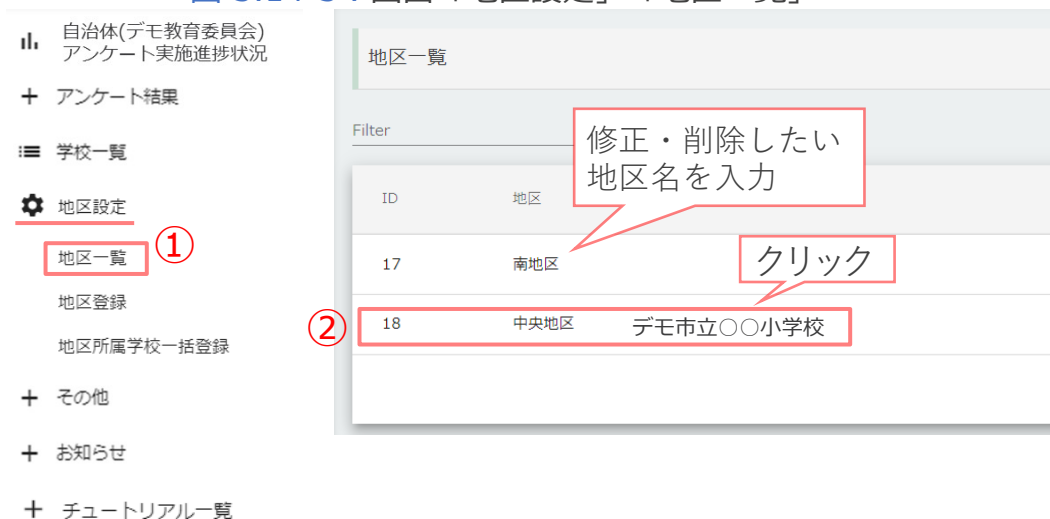 自治体(デモ教育委員会)
アンケート実施進捗状況
アンケート結果
学校一覧
地区設定
①
地区一覧
地区登録
地区所属学校一括登録
その他
お知らせ
チュートリアル一覧
地区一覧
Filter
修正・削除したい
地区名を入力
ID 地区
クリック
17 南地区
②
18 中央地区 デモ市立○○小学校